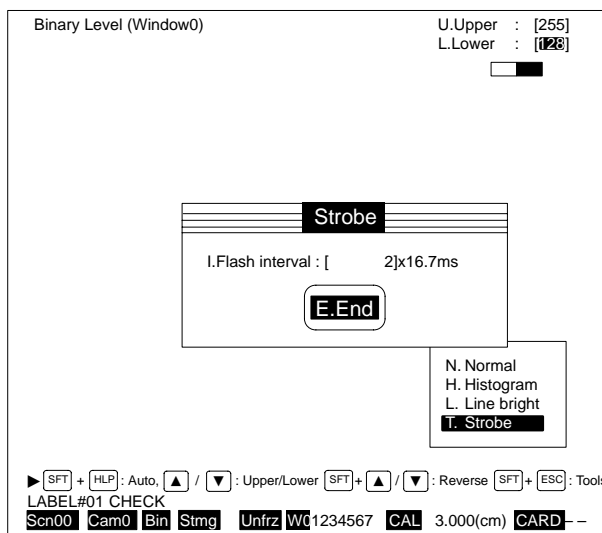 Binary Level (Window0)
U.Upper : [255]
L.Lower : [128]
Strobe
I.Flash interval : [ 2]x16.7ms
E.End
N. Normal
H. Histogram
L. Line bright
T. Strobe
▶ SFT + HLP : Auto, ▲ / ▼ : Upper/Lower SFT + ▲ / ▼ : Reverse SFT + ESC : Tools
LABEL#01 CHECK
Scn00 Cam0 Bin Stmg Unfrz W01234567 CAL 3.000(cm) CARD – –